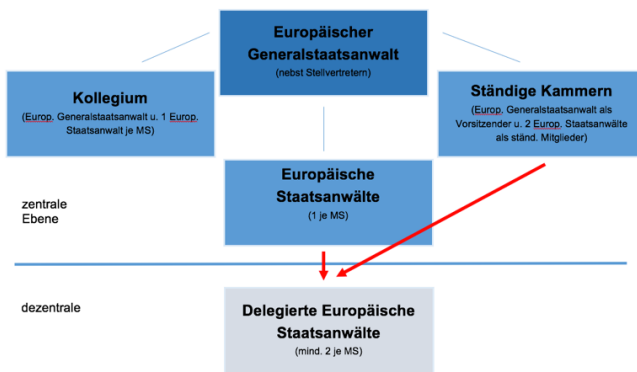 Europäischer
Generalstaatsanwalt
(nebst Stellvertretern)
Kollegium
(Europ. Generalstaatsanwalt u. 1 Europ.
Staatsanwalt je MS)
Ständige Kammern
(Europ. Generalstaatsanwalt als
Vorsitzender u. 2 Europ. Staatsanwälte
als ständ. Mitglieder)
Europäische
Staatsanwälte
(1 je MS)
zentrale
Ebene
dezentrale
Delegierte Europäische
Staatsanwälte
(mind. 2 je MS)